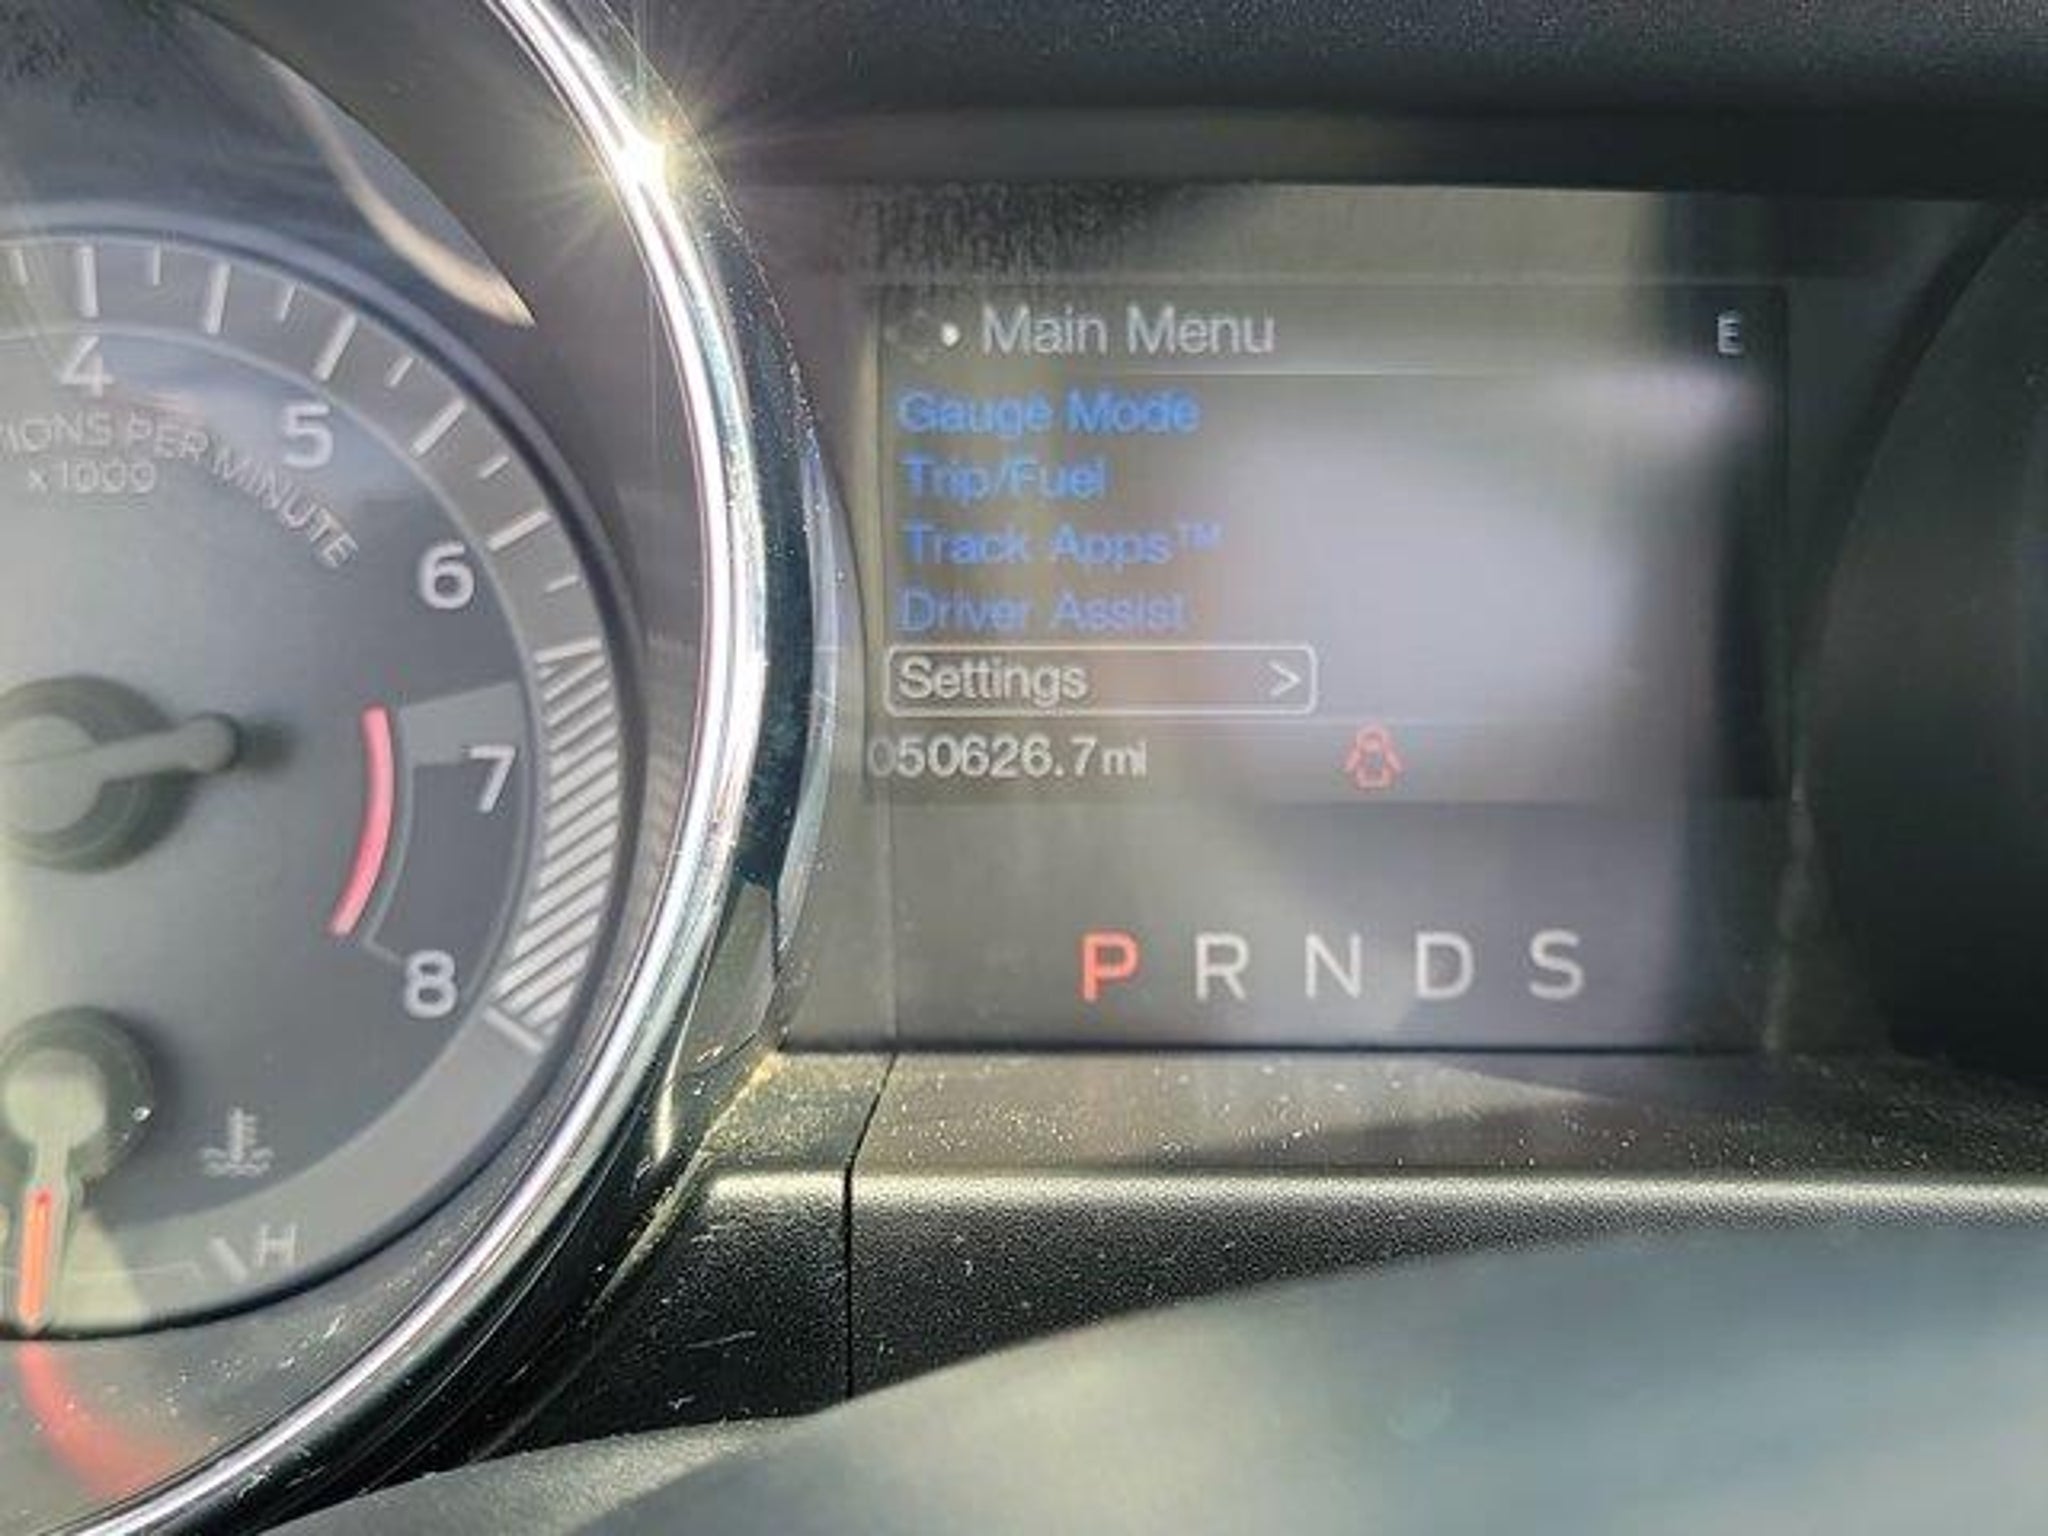 4
5
6
7
8
IONS PER MINUTE
x1000
H
Main Menu E
Gauge Mode
Trip/Fuel
Track Apps™
Driver Assist
Settings >
050626.7mi
P R N D S